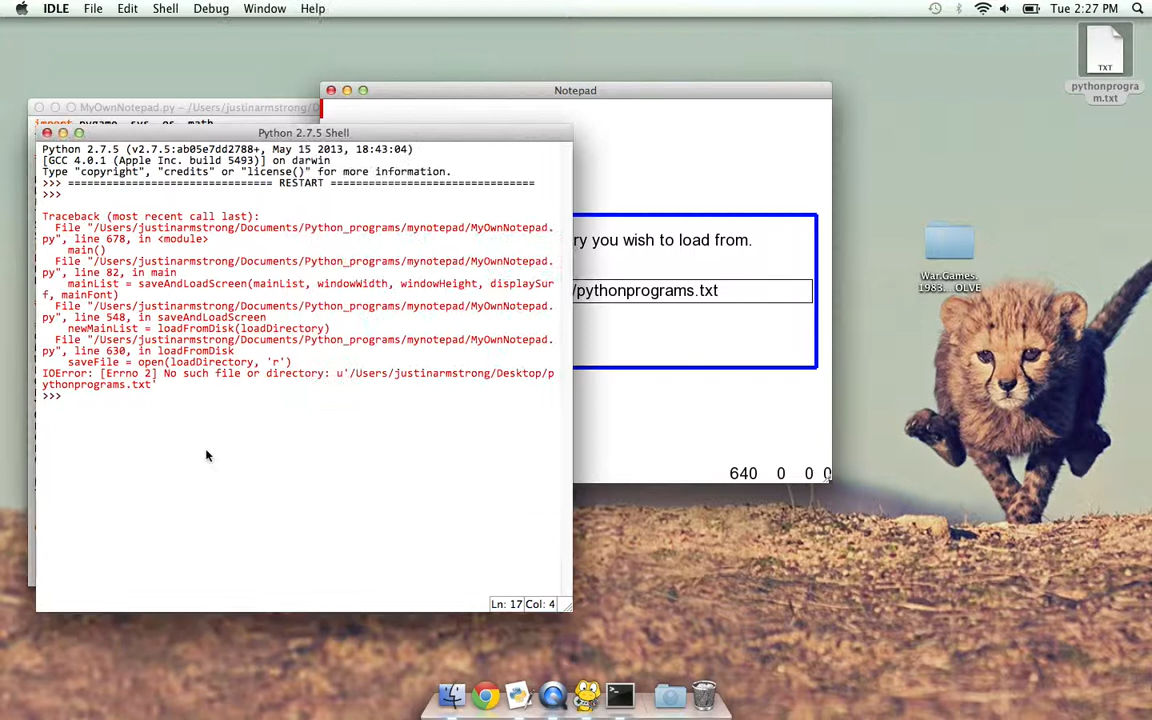 IDLE File Edit Shell Debug Window Help
Tue 2:27 PM
TXT
pythonprogra
m.txt
Notepad
MyOwnNotepad.py – /Users/justinarmstrong/D
Python 2.7.5 Shell
Python 2.7.5 (v2.7.5:ab05e7dd2788+, May 15 2013, 18:43:04)
[GCC 4.0.1 (Apple Inc. build 5493)] on darwin
Type "copyright", "credits" or "license()" for more information.
>>> ================================ RESTART ================================
>>>
Traceback (most recent call last):
File "/Users/justinarmstrong/Documents/Python_programs/mynotepad/MyOwnNotepad.
py", line 678, in <module>
main()
File "/Users/justinarmstrong/Documents/Python_programs/mynotepad/MyOwnNotepad.
py", line 82, in main
mainList = saveAndLoadScreen(mainList, windowWidth, windowHeight, displaySur
f, mainFont)
File "/Users/justinarmstrong/Documents/Python_programs/mynotepad/MyOwnNotepad.
py", line 548, in saveAndLoadScreen
newMainList = loadFromDisk(loadDirectory)
File "/Users/justinarmstrong/Documents/Python_programs/mynotepad/MyOwnNotepad.
py", line 630, in loadFromDisk
saveFile = open(loadDirectory, 'r')
IOError: [Errno 2] No such file or directory: u'/Users/justinarmstrong/Desktop/p
ythonprograms.txt'
>>>
Ln: 17 Col: 4
ry you wish to load from.
/pythonprograms.txt
640 0 0 0
War.Games.
1983....OLVE